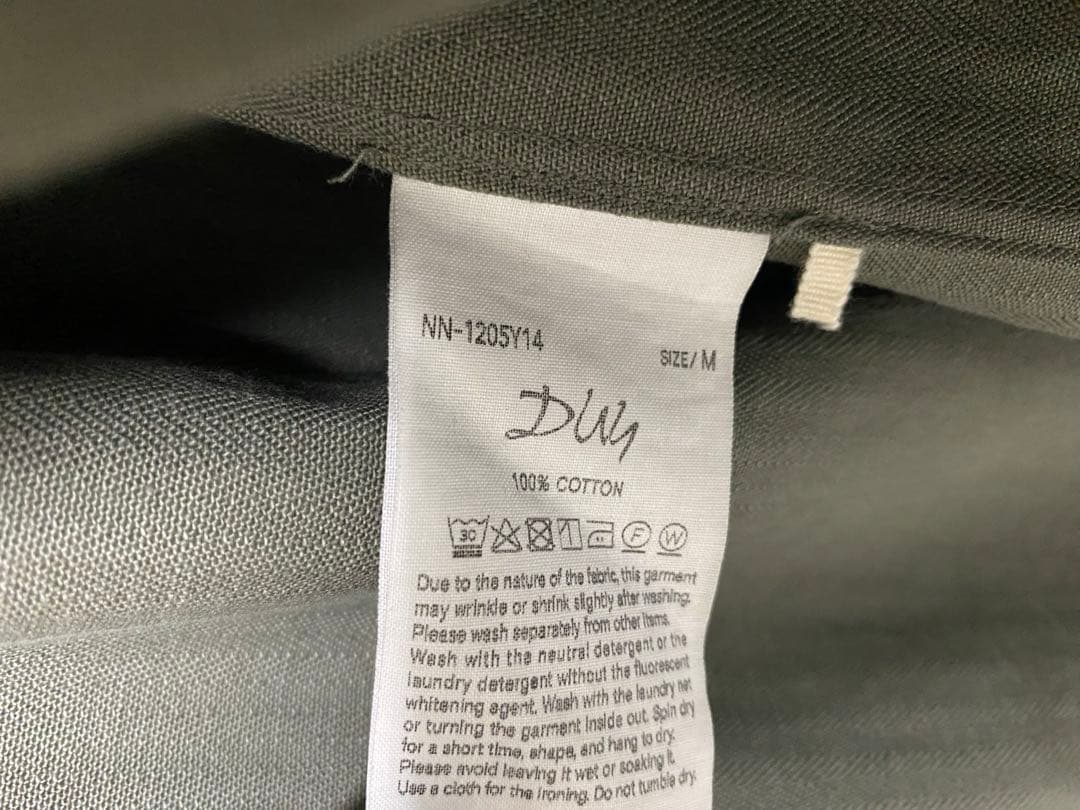 NN-1205Y14
SIZE/M
100% COTTON
30 F W
Due to the nature of the fabric, this garment
may wrinkle or shrink slightly after washing.
Please wash separately from other items.
Wash with the neutral detergent or the
laundry detergent without the fluorescent
whitening agent. Wash with the laundry net
or turning the garment inside out. Spin dry
for a short time, shape, and hang to dry.
Please avoid leaving it wet or soaking it.
Use a cloth for the ironing. Do not tumble dry.